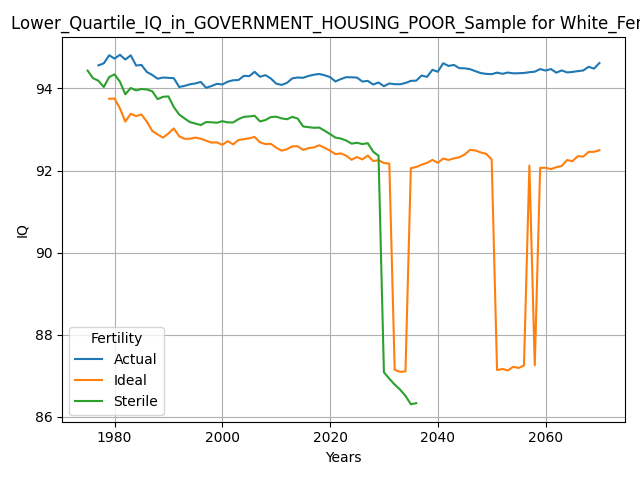 Lower_Quartile_IQ_in_GOVERNMENT_HOUSING_POOR_Sample for White_Fer
94
92
90
88
86
IQ
Fertility
Actual
Ideal
Sterile
1980 2000 2020 2040 2060
Years